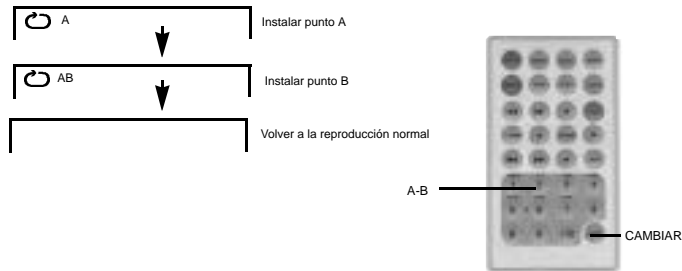 A
Instalar punto A
AB
Instalar punto B
Volver a la reproducción normal
A-B
CAMBIAR